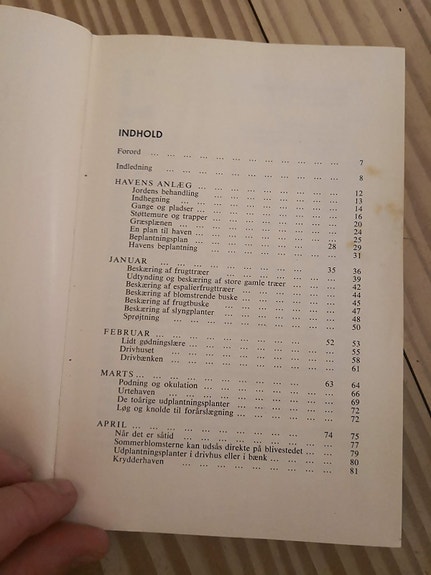 INDHOLD
Forord ... ... ... ... ... ... ... ... ... ... ... ... 7
Indledning ... ... ... ... ... ... ... ... ... ... ... 8
HAVENS ANLÆG ... ... ... ... ... ... ... ... ... ... 12
Jordens behandling ... ... ... ... ... ... ... ... 13
Indhegning ... ... ... ... ... ... ... ... ... ... 14
Gange og pladser ... ... ... ... ... ... ... ... 16
Støttemure og trapper ... ... ... ... ... ... ... 20
Græsplænen ... ... ... ... ... ... ... ... ... 24
En plan til haven ... ... ... ... ... ... ... ... 25
Beplantningsplan ... ... ... ... ... ... ... 28 29
Havens beplantning ... ... ... ... ... ... ... ... 31
JANUAR ... ... ... ... ... ... ... ... ... 35 36
Beskæring af frugttræer ... ... ... ... ... ... 39
Udtynding og beskæring af store gamle træer ... ... 42
Beskæring af espalierfrugttræer ... ... ... ... ... 44
Beskæring af blomstrende buske ... ... ... ... ... 45
Beskæring af frugtbuske ... ... ... ... ... ... 47
Beskæring af slyngplanter ... ... ... ... ... ... 48
Sprøjtning ... ... ... ... ... ... ... ... ... 50
FEBRUAR ... ... ... ... ... ... ... ... 52 53
Lidt gødningslære ... ... ... ... ... ... ... ... 55
Drivhuset ... ... ... ... ... ... ... ... ... 58
Drivbænken ... ... ... ... ... ... ... ... ... 61
MARTS ... ... ... ... ... ... ... ... ... 63 64
Podning og okulation ... ... ... ... ... ... ... 66
Urtehaven ... ... ... ... ... ... ... ... ... 69
De toårige udplantningsplanter ... ... ... ... ... 72
Løg og knolde til forårslægning ... ... ... ... ... 72
APRIL ... ... ... ... ... ... ... ... ... 74 75
Når det er såtid ... ... ... ... ... ... ... ... 77
Sommerblomsterne kan udsås direkte på blivestedet ... ... 79
Udplantningsplanter i drivhus eller i bænk ... ... ... 80
Krydderhaven ... ... ... ... ... ... ... ... 81